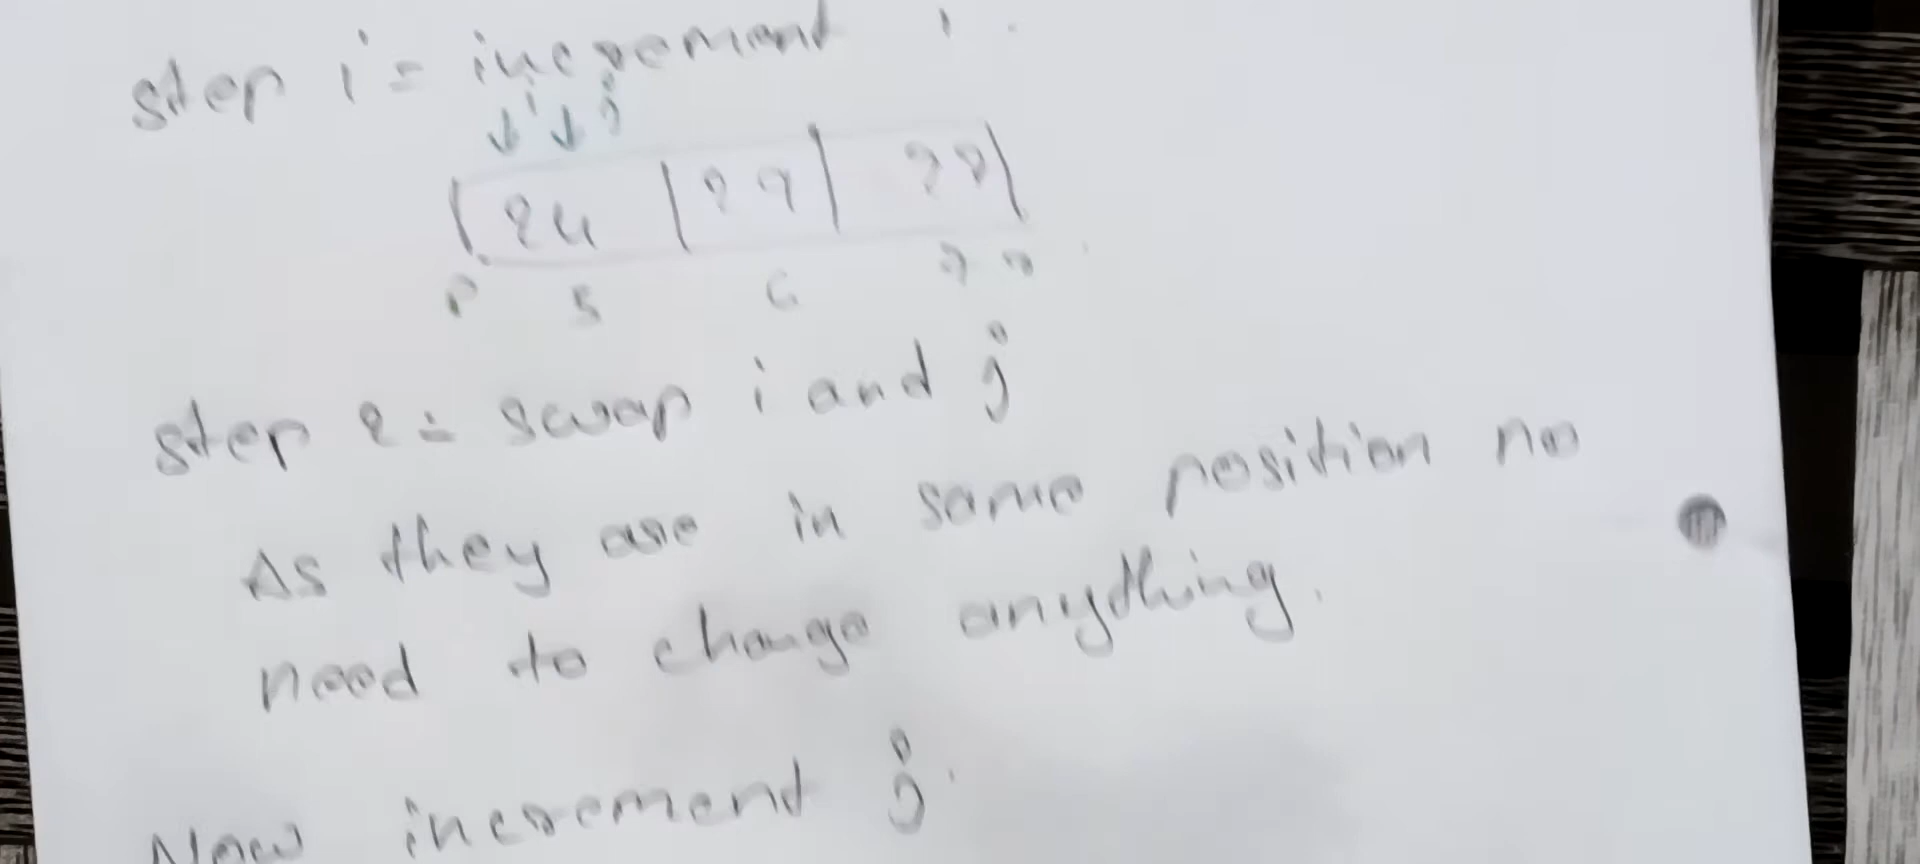 step 1 = increment i.
↓i ↓j
24 | 29 | 28
P 5 6 7 r
step 2 = swap i and j
As they are in same position no
need to change anything.
Now increment j.